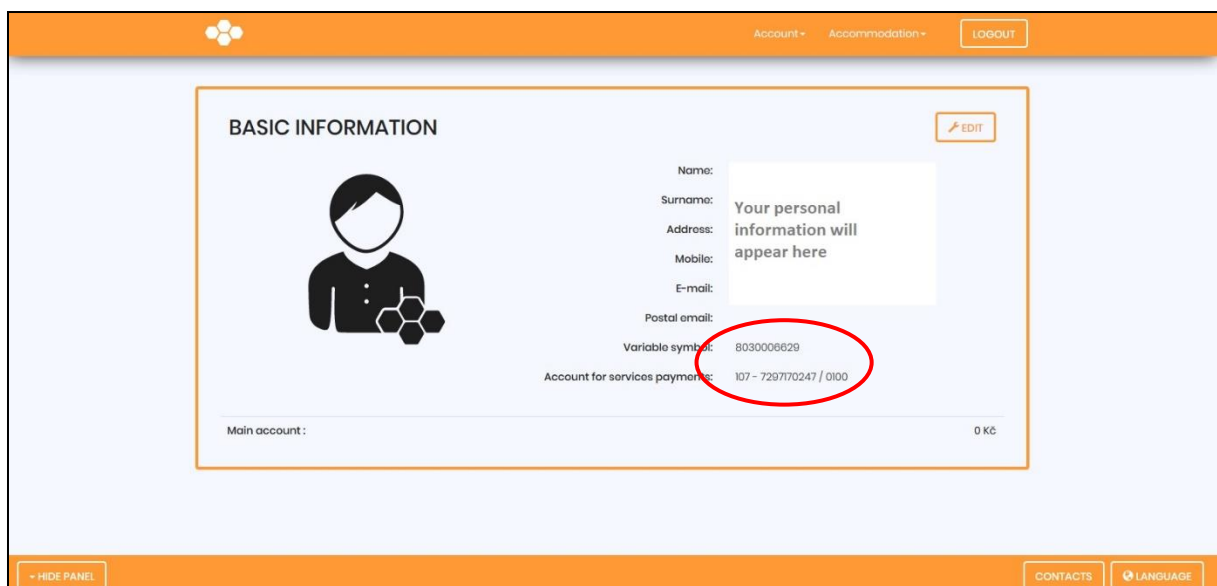 Account Accommodation LOGOUT
BASIC INFORMATION EDIT
Name:
Surname:
Address:
Mobile:
E-mail:
Your personal
information will
appear here
Postal email:
Variable symbol: 8030006629
Account for services payments: 107 - 7297170247 / 0100
Main account : 0 Kč
HIDE PANEL CONTACTS LANGUAGE